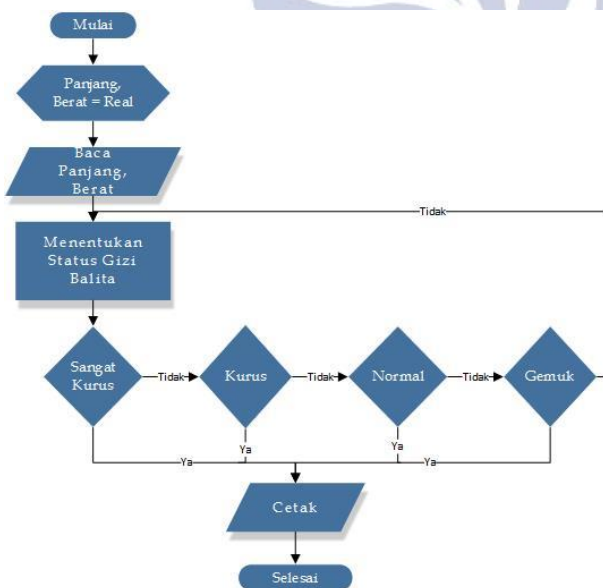 Mulai
Panjang,
Berat = Real
Baca
Panjang,
Berat
Tidak
Menentukan
Status Gizi
Balita
Sangat
Kurus
Tidak
Kurus
Tidak
Normal
Tidak
Gemuk
Ya
Ya
Ya
Ya
Cetak
Selesai